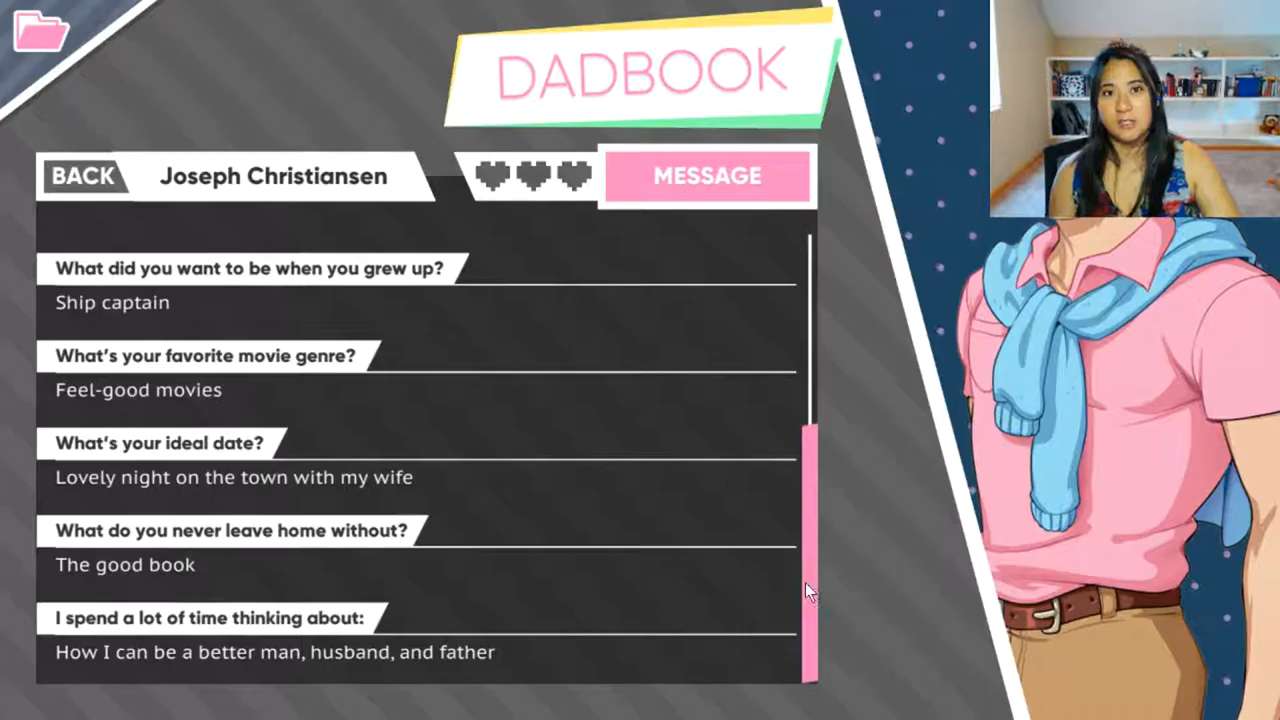 DADBOOK
BACK
Joseph Christiansen
MESSAGE
What did you want to be when you grew up?
Ship captain
What's your favorite movie genre?
Feel-good movies
What's your ideal date?
Lovely night on the town with my wife
What do you never leave home without?
The good book
I spend a lot of time thinking about:
How I can be a better man, husband, and father